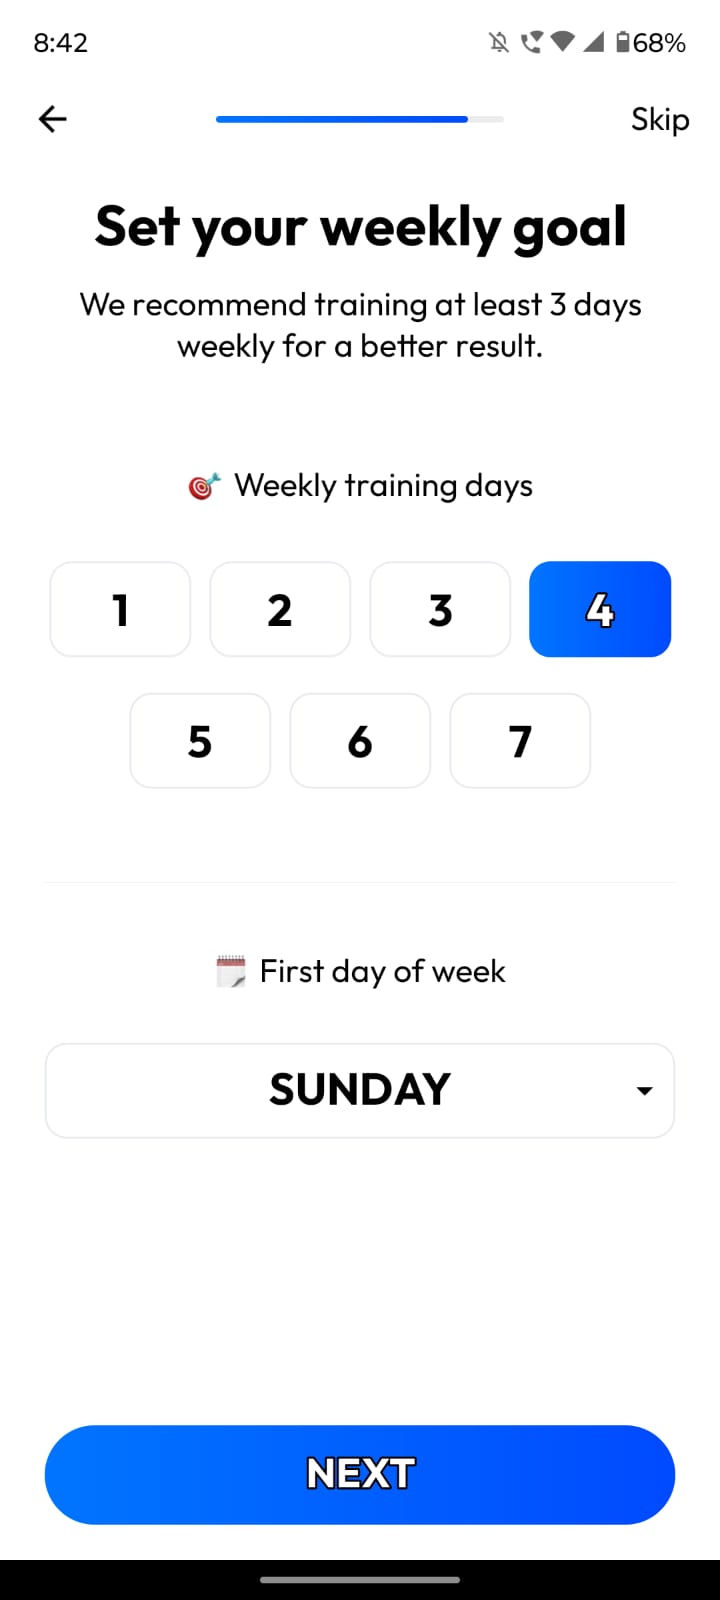 8:42
68%
Skip
Set your weekly goal
We recommend training at least 3 days
weekly for a better result.
Weekly training days
1 2 3 4
5 6 7
First day of week
SUNDAY
NEXT